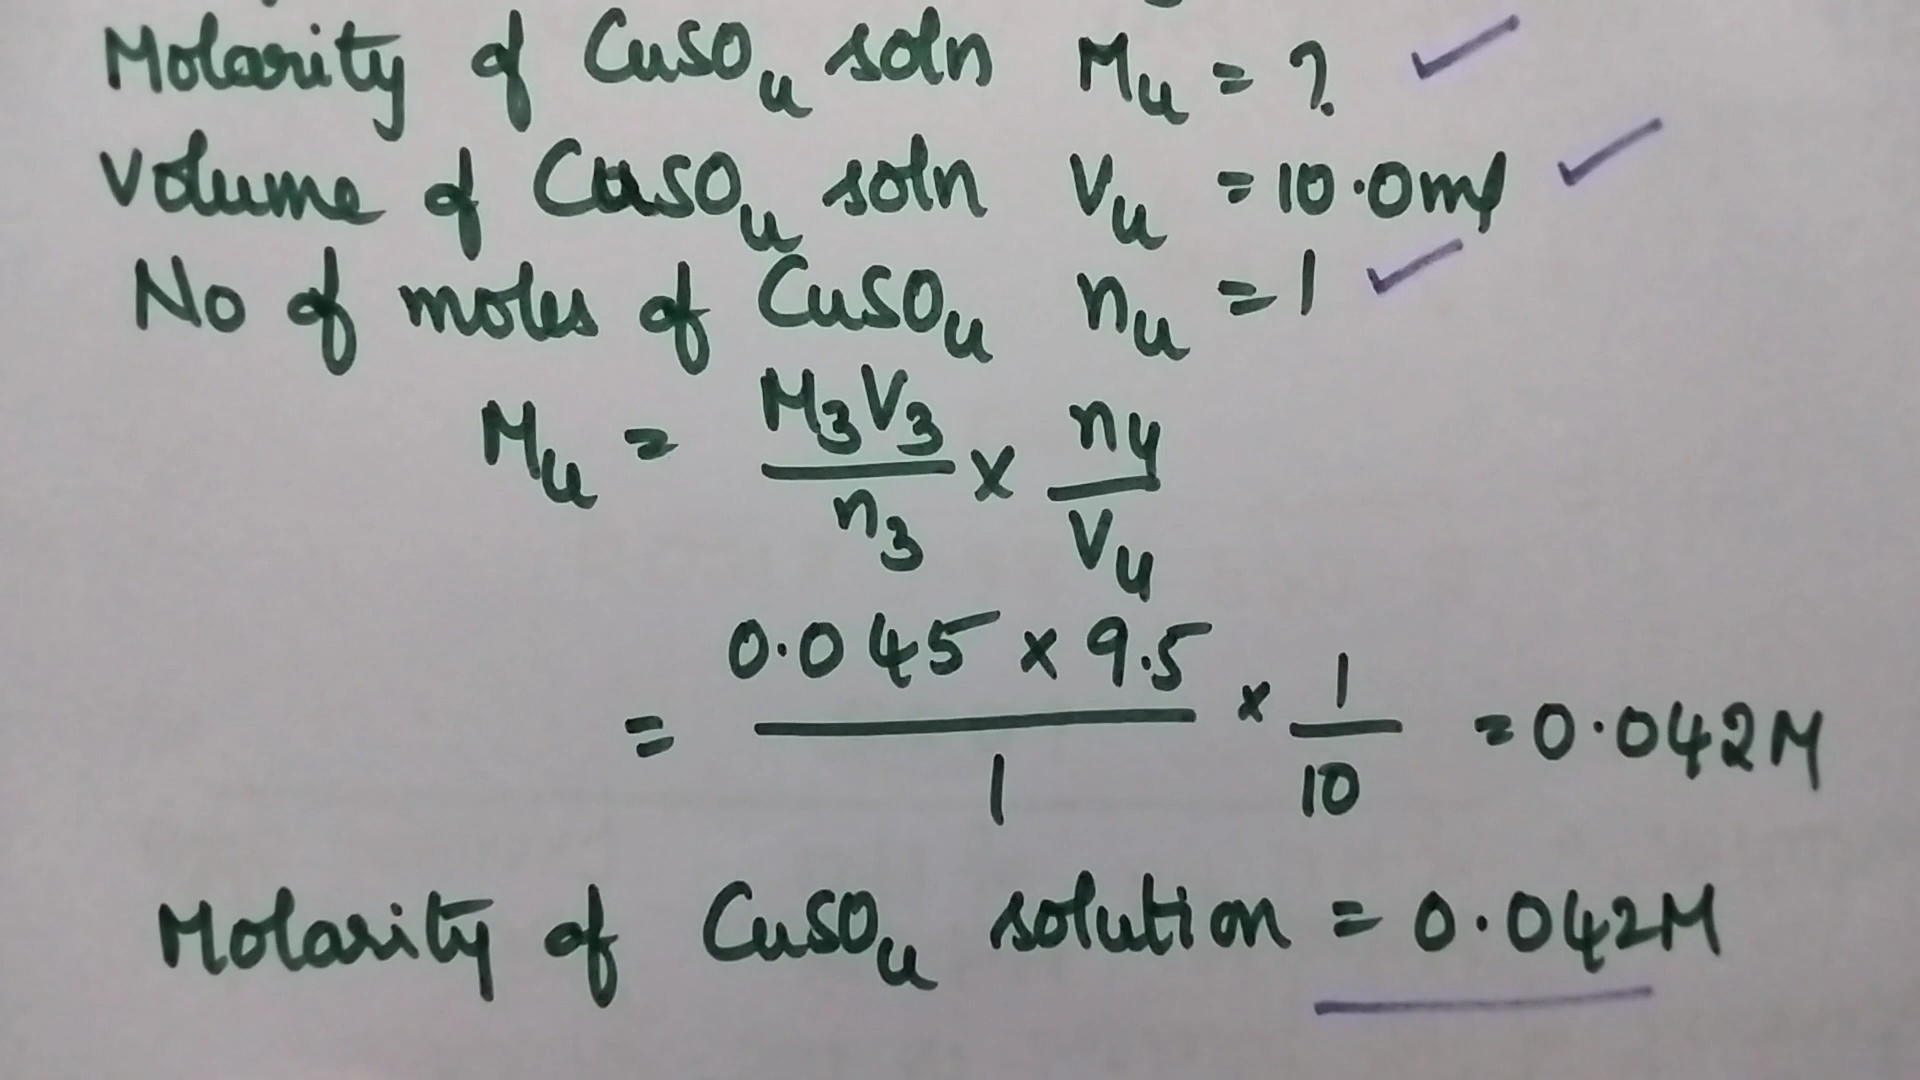 Molarity of CuSO₄ soln M₄ = ? ✓
Volume of CuSO₄ soln V₄ = 10.0ml ✓
No of moles of CuSO₄ n₄ = 1 ✓
M₄ = M₃V₃/n₃ × n₄/V₄
= 0.045 × 9.5/1 × 1/10 = 0.042M
Molarity of CuSO₄ solution = 0.042M